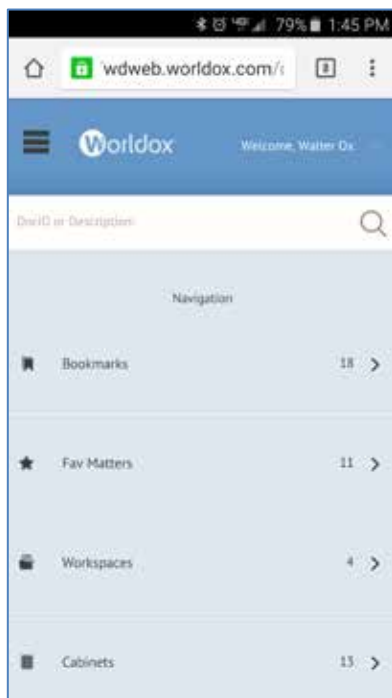 79% 1:45 PM
wdweb.worldox.com/
Worldox
Welcome, Walter Ox
DocID or Description
Navigation
Bookmarks 18
Fav Matters 11
Workspaces 4
Cabinets 13